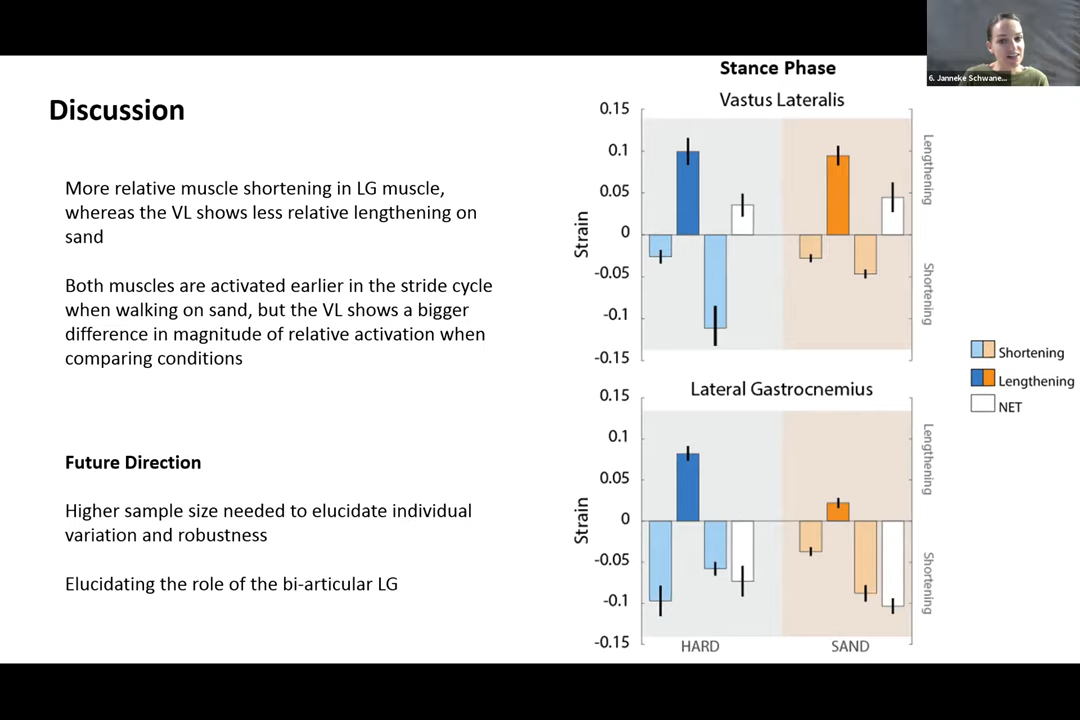 6. Janneke Schwane...
Discussion
More relative muscle shortening in LG muscle,
whereas the VL shows less relative lengthening on
sand
Both muscles are activated earlier in the stride cycle
when walking on sand, but the VL shows a bigger
difference in magnitude of relative activation when
comparing conditions
Future Direction
Higher sample size needed to elucidate individual
variation and robustness
Elucidating the role of the bi-articular LG
Stance Phase
Vastus Lateralis
0.15
0.1
0.05
0
-0.05
-0.1
-0.15
Strain
Lengthening
Shortening
Lateral Gastrocnemius
0.15
0.1
0.05
0
-0.05
-0.1
-0.15
Strain
Lengthening
Shortening
HARD
SAND
Shortening
Lengthening
NET